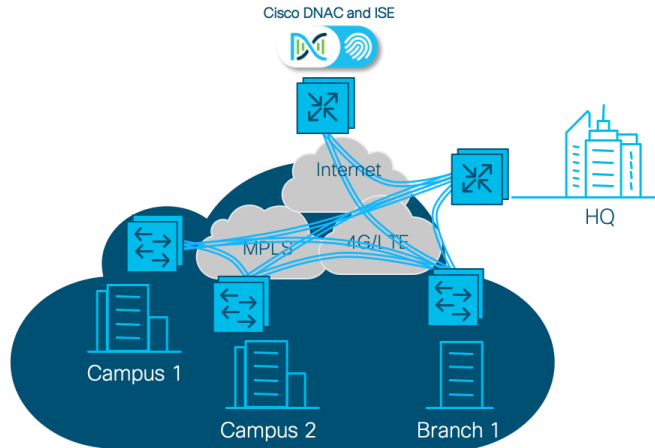 Cisco DNAC and ISE
Internet
HQ
MPLS
4G/LTE
Campus 1
Campus 2
Branch 1